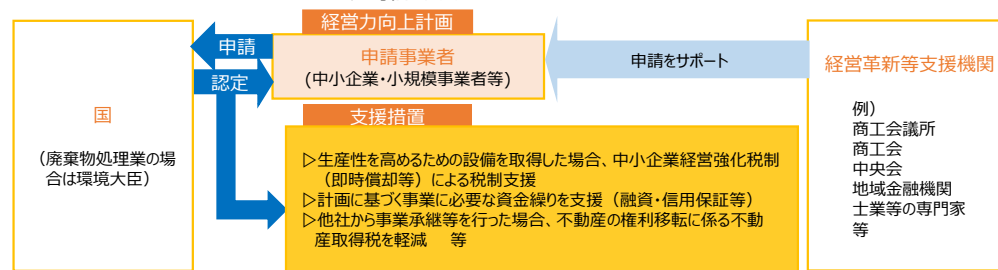 経営力向上計画
申請
申請事業者
(中小企業・小規模事業者等)
申請をサポート
認定
国
(廃棄物処理業の場
合は環境大臣)
支援措置
▷生産性を高めるための設備を取得した場合、中小企業経営強化税制
(即時償却等)による税制支援
▷計画に基づく事業に必要な資金繰りを支援(融資・信用保証等)
▷他社から事業承継等を行った場合、不動産の権利移転に係る不動
産取得税を軽減 等
経営革新等支援機関
例)
商工会議所
商工会
中央会
地域金融機関
士業等の専門家
等